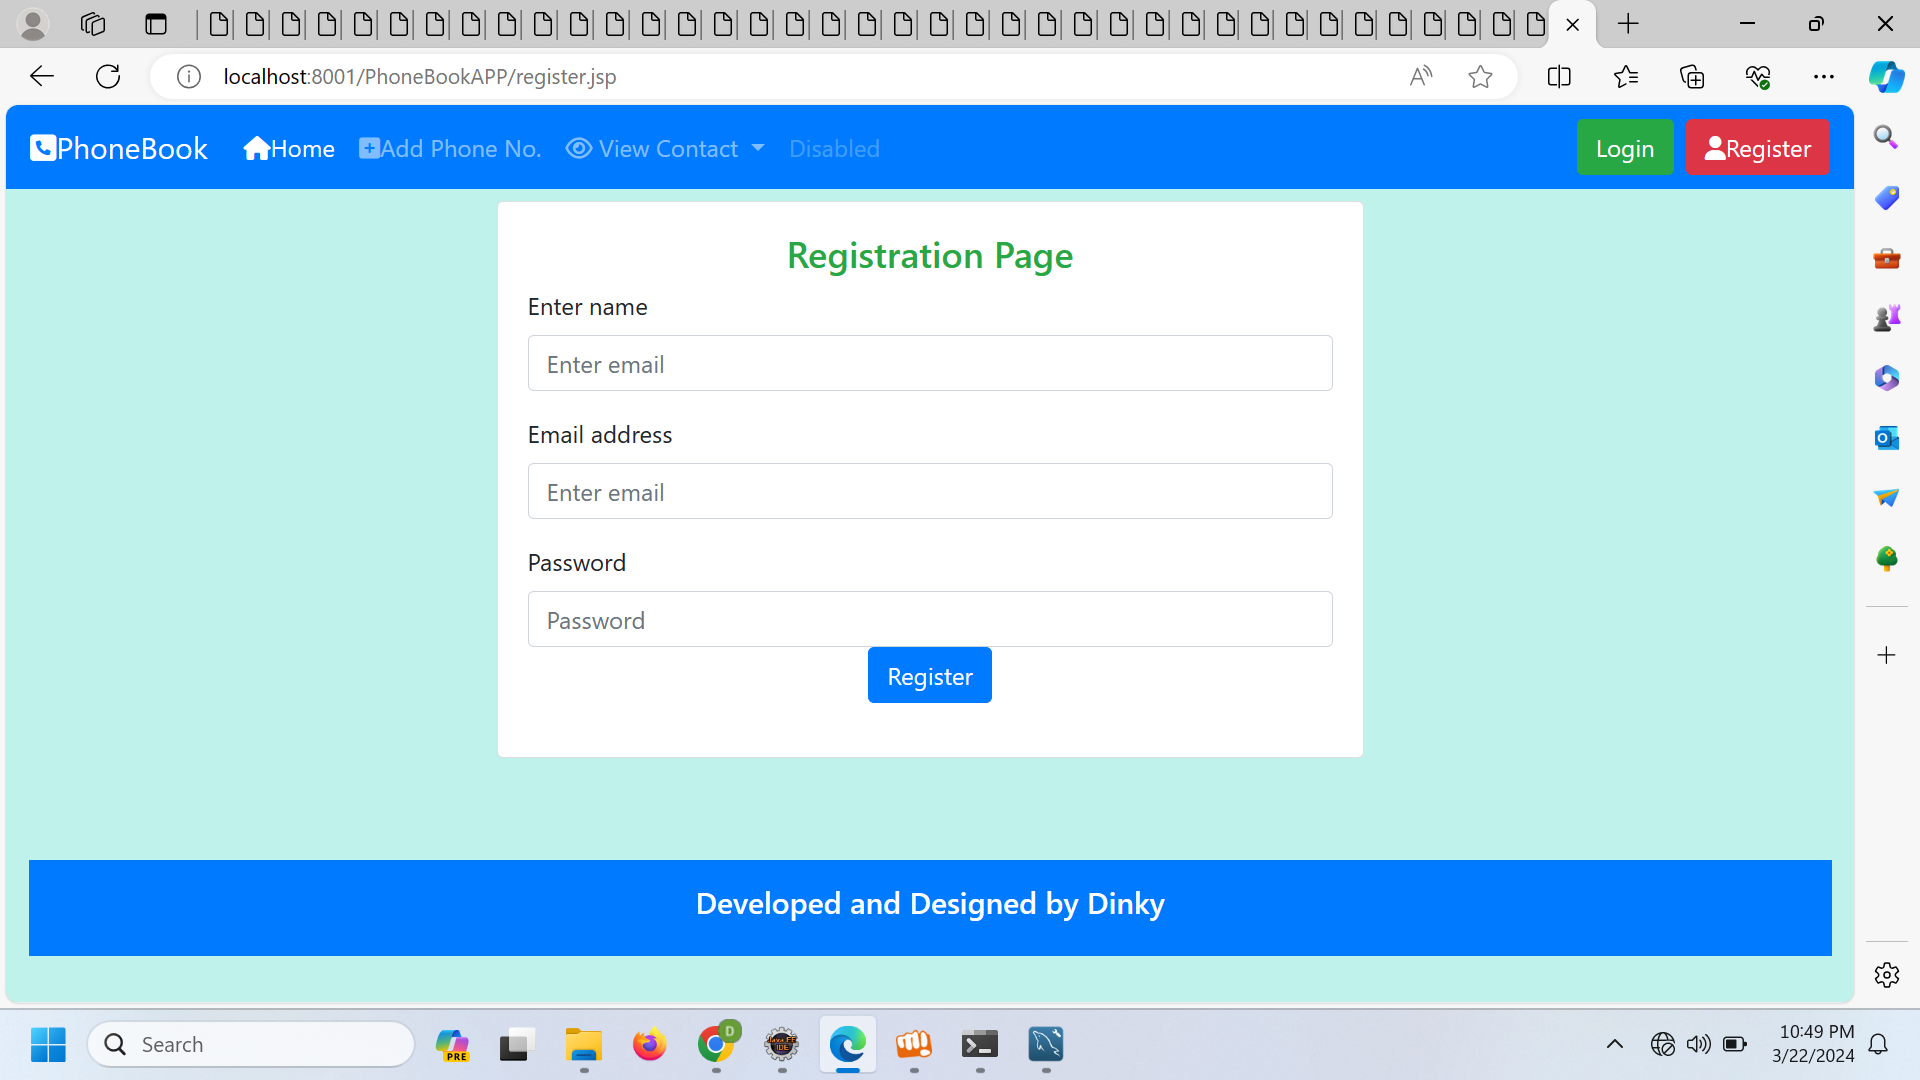 localhost:8001/PhoneBookAPP/register.jsp
PhoneBook Home Add Phone No. View Contact Disabled Login Register
Registration Page
Enter name
Enter email
Email address
Enter email
Password
Password
Register
Developed and Designed by Dinky
Search
PRE
D
10:49 PM
3/22/2024